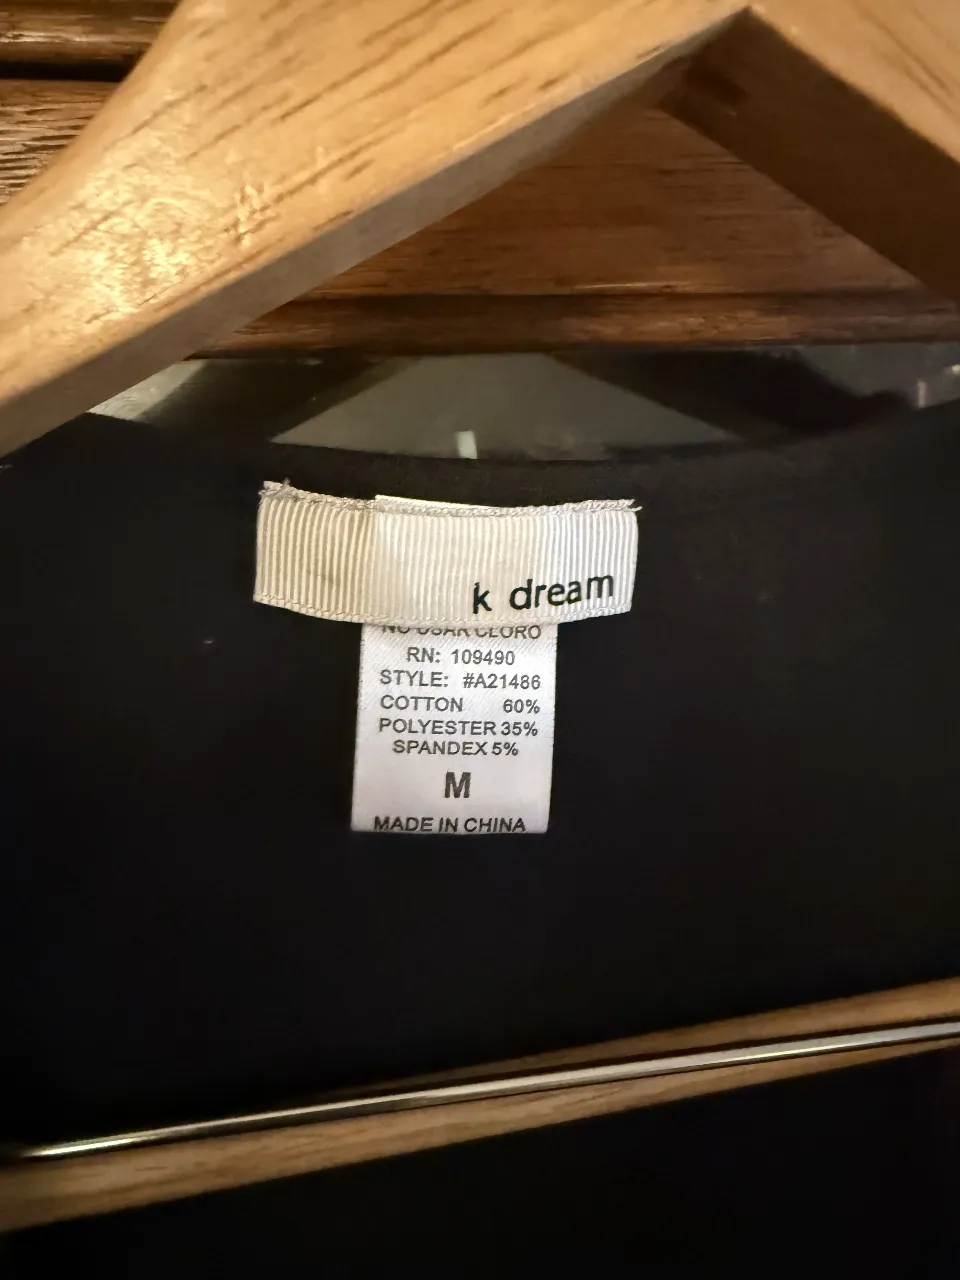 k dream
NO USAR CLORO
RN: 109490
STYLE: #A21486
COTTON 60%
POLYESTER 35%
SPANDEX 5%
M
MADE IN CHINA